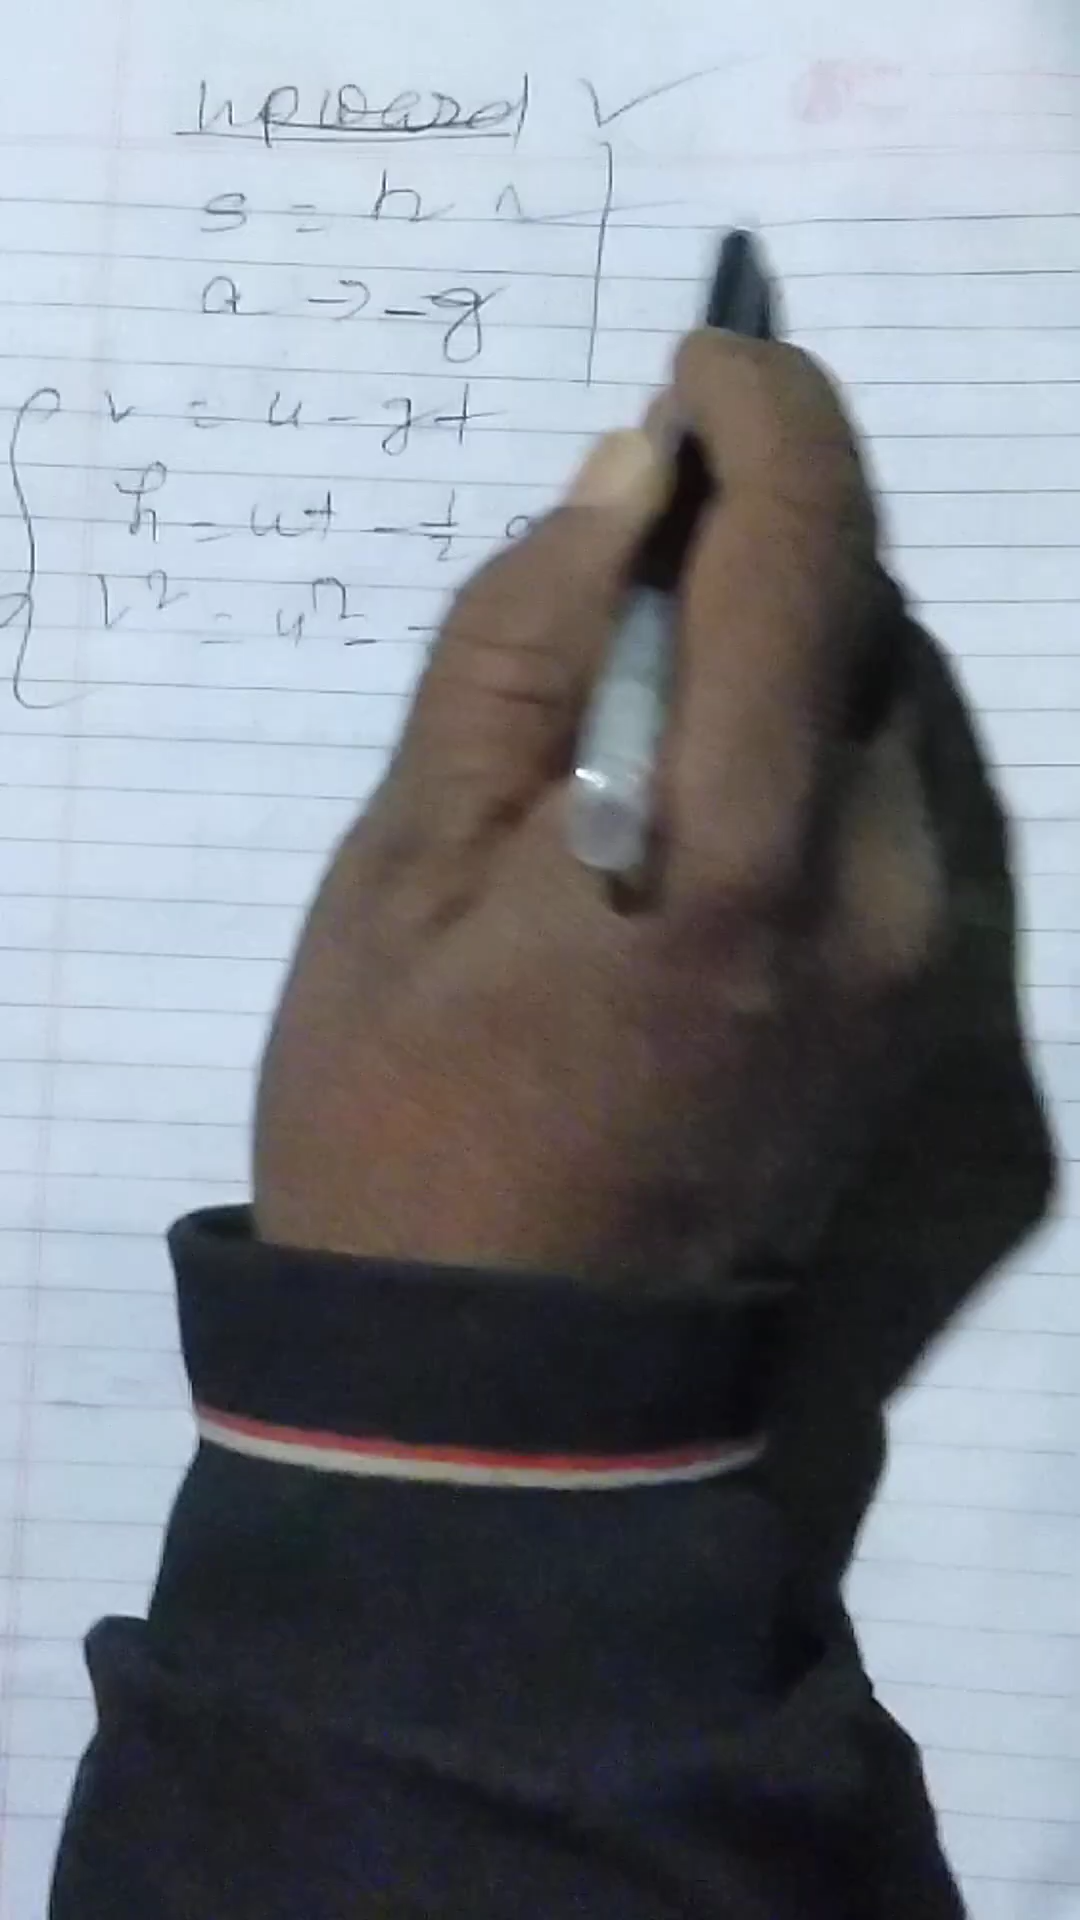 upward ✓
s = h
a → -g
v = u - gt
h = ut - 1/2
v² = u² -